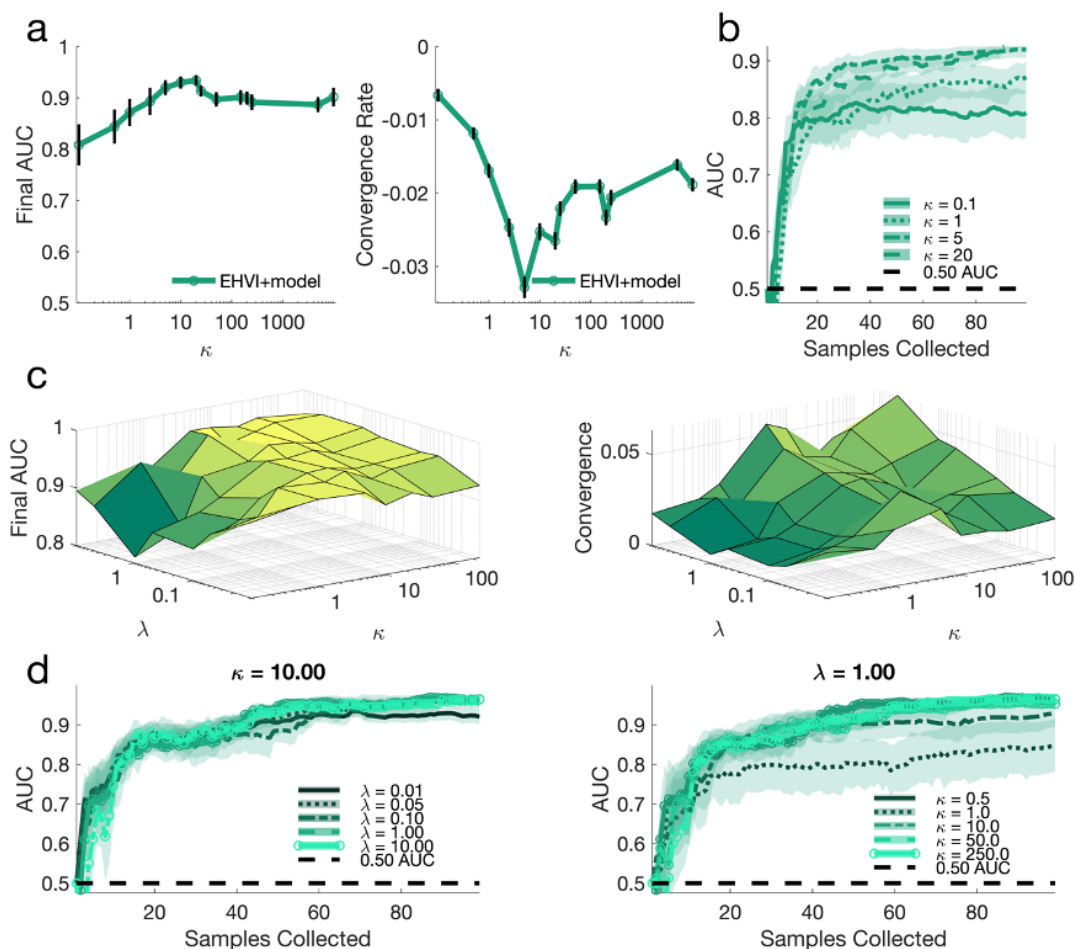 a
1
0.9
0.8
0.7
0.6
0.5
Final AUC
1 10 100 1000
κ
EHVI+model
0
-0.01
-0.02
-0.03
Convergence Rate
1 10 100 1000
κ
EHVI+model
b
0.9
0.8
0.7
0.6
0.5
AUC
κ = 0.1
κ = 1
κ = 5
κ = 20
0.50 AUC
20 40 60 80
Samples Collected
c
1
0.9
0.8
Final AUC
1
0.1
λ
1
10
100
κ
0.05
0
Convergence
1
0.1
λ
1
10
100
κ
d
κ = 10.00
0.9
0.8
0.7
0.6
0.5
AUC
λ = 0.01
λ = 0.05
λ = 0.10
λ = 1.00
λ = 10.00
0.50 AUC
20 40 60 80
Samples Collected
λ = 1.00
0.9
0.8
0.7
0.6
0.5
AUC
κ = 0.5
κ = 1.0
κ = 10.0
κ = 50.0
κ = 250.0
0.50 AUC
20 40 60 80
Samples Collected